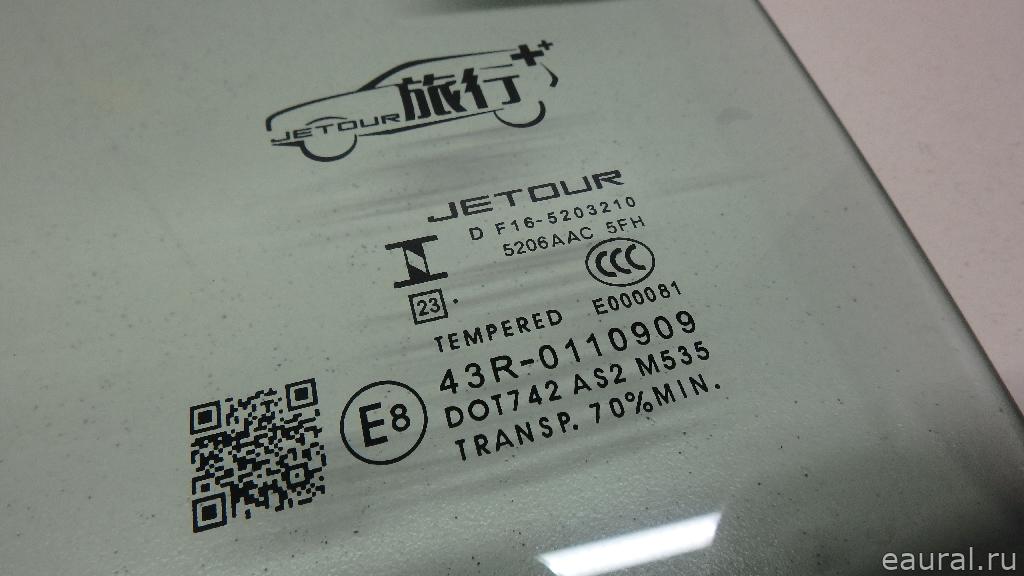 JETOUR 旅行++
JETOUR
D F16-5203210
5206AAC 5FH
CCC
23 .
TEMPERED E000081
43R-0110909
E8 DOT742 AS2 M535
TRANSP. 70%MIN.
eaural.ru